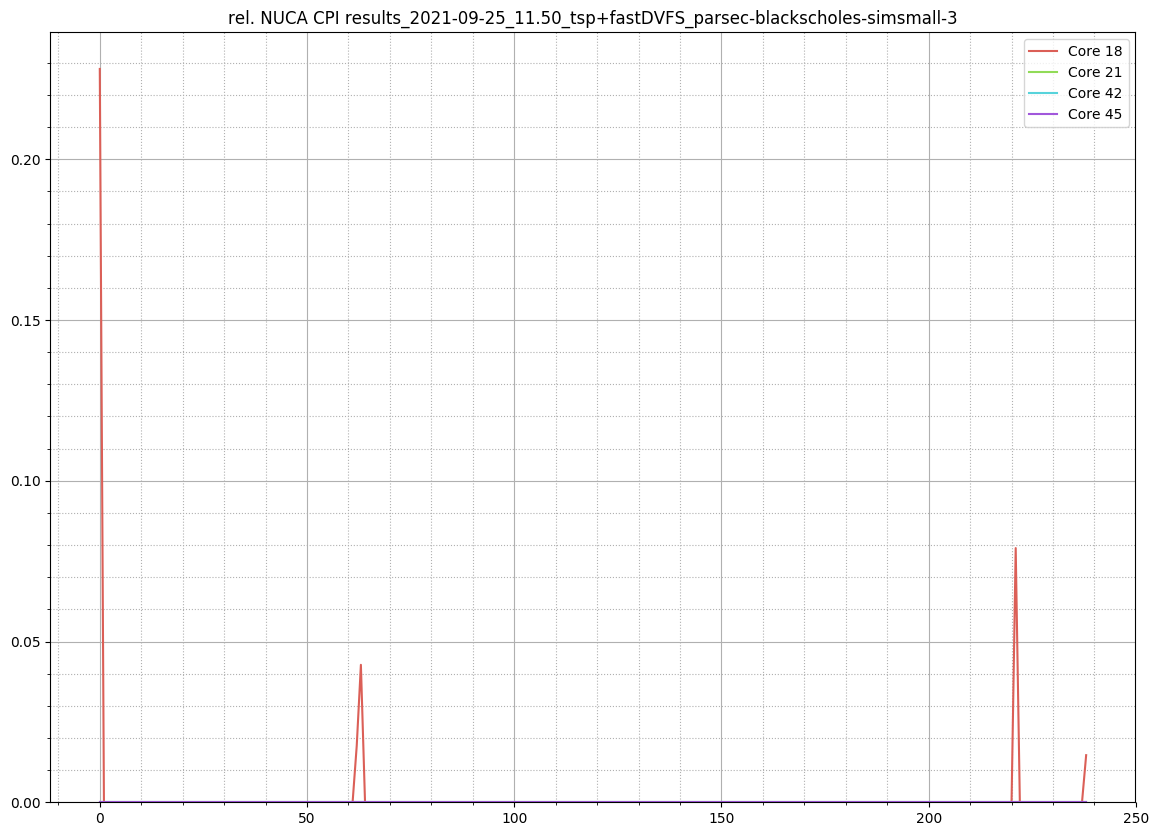 rel. NUCA CPI results_2021-09-25_11.50_tsp+fastDVFS_parsec-blackscholes-simsmall-3
Core 18
Core 21
Core 42
Core 45
0.20
0.15
0.10
0.05
0.00
0 50 100 150 200 250